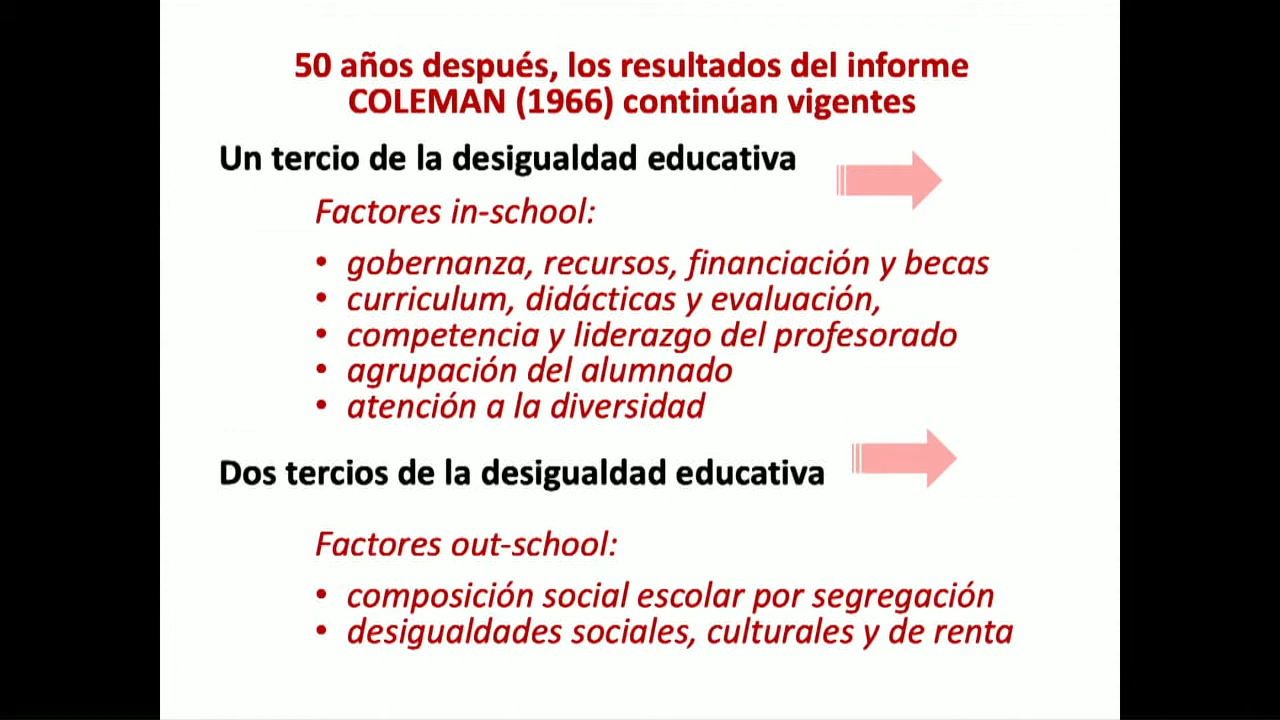 50 años después, los resultados del informe
COLEMAN (1966) continúan vigentes
Un tercio de la desigualdad educativa
Factores in-school:
• gobernanza, recursos, financiación y becas
• curriculum, didácticas y evaluación,
• competencia y liderazgo del profesorado
• agrupación del alumnado
• atención a la diversidad
Dos tercios de la desigualdad educativa
Factores out-school:
• composición social escolar por segregación
• desigualdades sociales, culturales y de renta